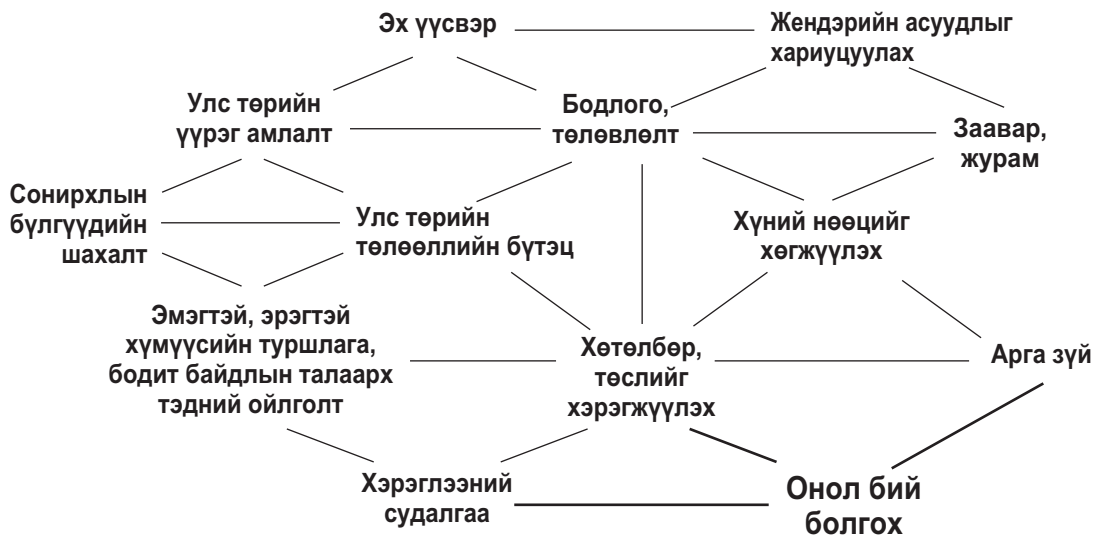 Эх үүсвэр
Жендэрийн асуудлыг
хариуцуулах
Улс төрийн
үүрэг амлалт
Бодлого,
төлөвлөлт
Заавар,
журам
Сонирхлын
бүлгүүдийн
шахалт
Улс төрийн
төлөөллийн бүтэц
Хүний нөөцийг
хөгжүүлэх
Эмэгтэй, эрэгтэй
хүмүүсийн туршлага,
бодит байдлын талаарх
тэдний ойлголт
Хөтөлбөр,
төслийг
хэрэгжүүлэх
Арга зүй
Хэрэглээний
судалгаа
Онол бий
болгох